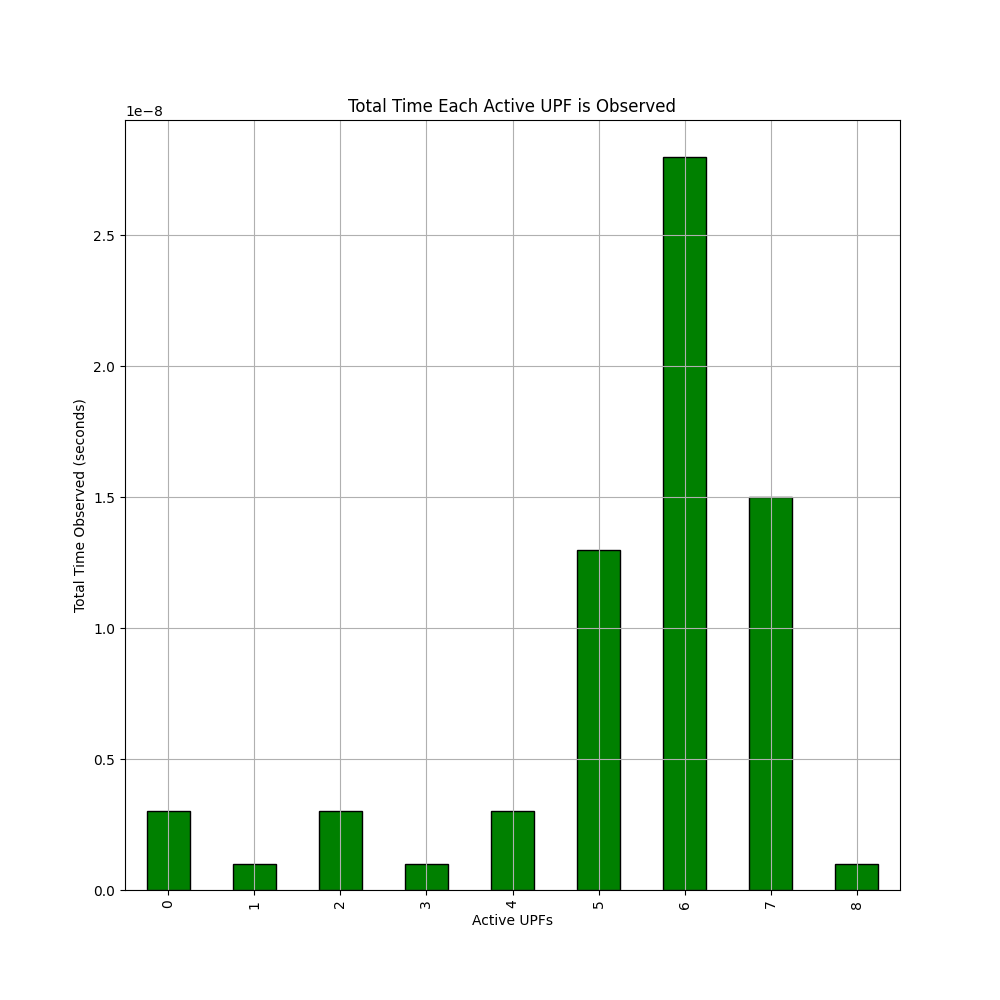 Total Time Each Active UPF is Observed
1e−8
2.5
2.0
1.5
1.0
0.5
0.0
Total Time Observed (seconds)
0 1 2 3 4 5 6 7 8
Active UPFs